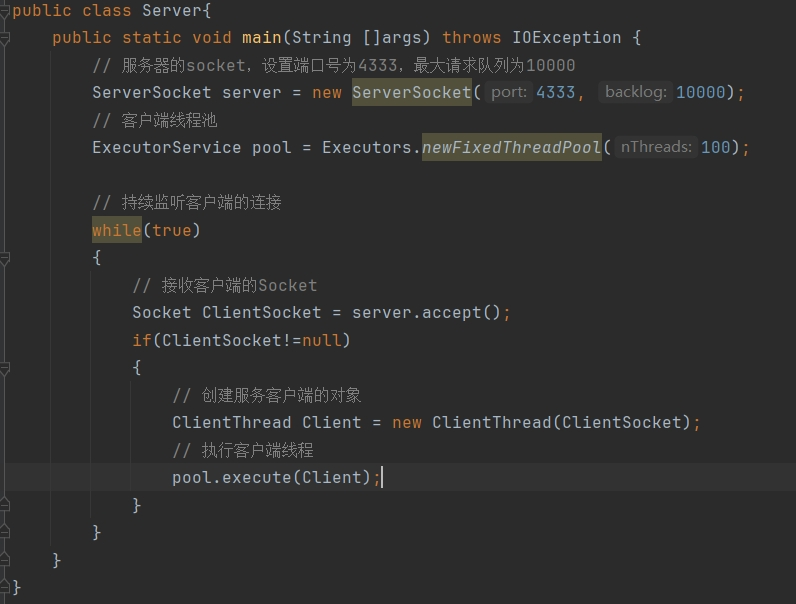 public class Server{
    public static void main(String []args) throws IOException {
        // 服务器的socket，设置端口号为4333，最大请求队列为10000
        ServerSocket server = new ServerSocket( port: 4333, backlog: 10000);
        // 客户端线程池
        ExecutorService pool = Executors.newFixedThreadPool( nThreads: 100);
        // 持续监听客户端的连接
        while(true)
        {
            // 接收客户端的Socket
            Socket ClientSocket = server.accept();
            if(ClientSocket!=null)
            {
                // 创建服务客户端的对象
                ClientThread Client = new ClientThread(ClientSocket);
                // 执行客户端线程
                pool.execute(Client);
            }
        }
    }
}